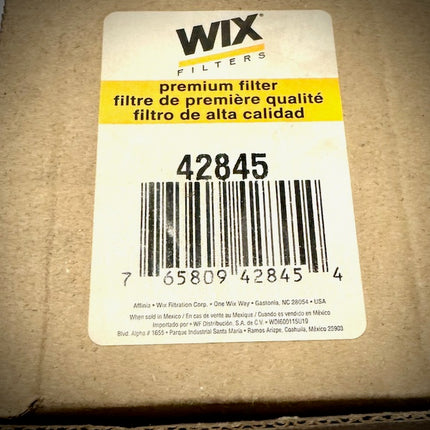 WIX
FILTERS
premium filter
filtre de première qualité
filtro de alta calidad
42845
7 65809 42845 4
Affinia • Wix Filtration Corp. • One Wix Way • Gastonia, NC 28054 • USA
When sold in Mexico / En cas de vente au Mexique / Cuando es vendido en México
Importado por • WF Distribución, S.A. de C.V. • WDI600115U10
Blvd. Alpha # 1655 • Parque Industrial Santa María • Ramos Arizpe, Coahuila, México 25903